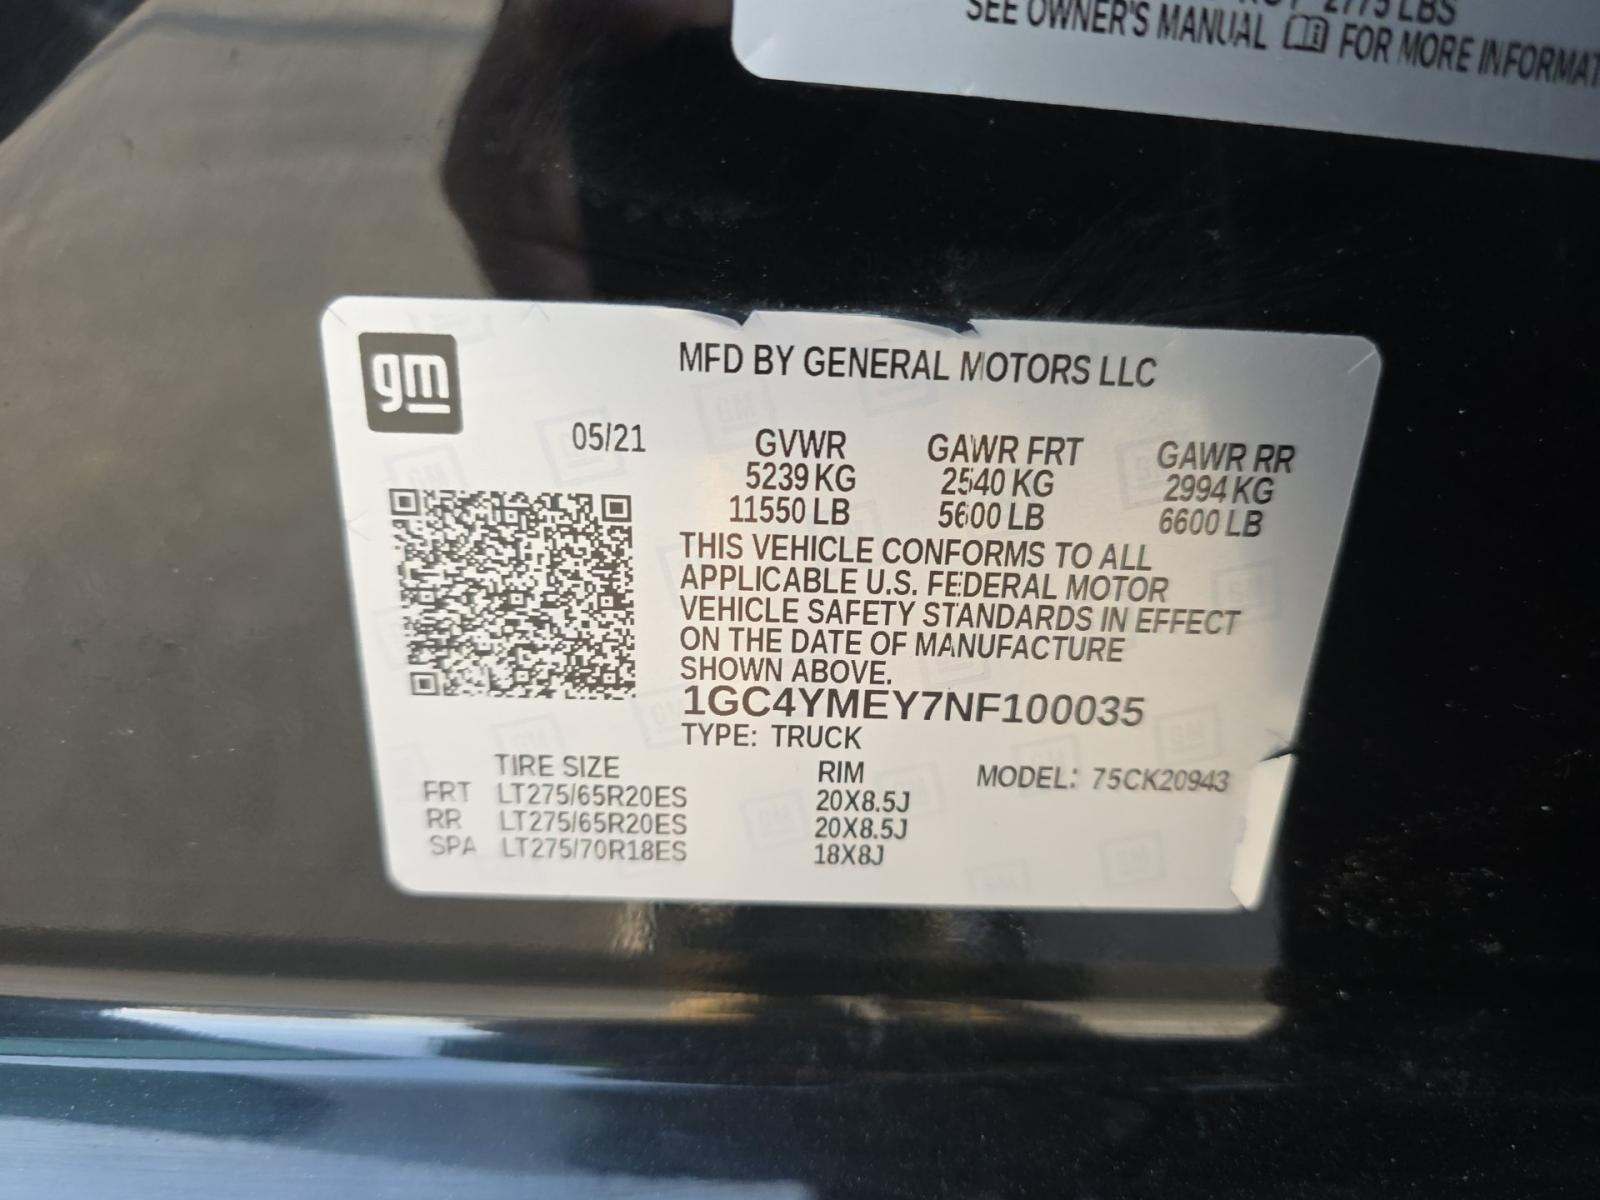 2775 LBS
SEE OWNER'S MANUAL FOR MORE INFORMAT
gm
MFD BY GENERAL MOTORS LLC
05/21 GVWR GAWR FRT GAWR RR
5239 KG 2540 KG 2994 KG
11550 LB 5600 LB 6600 LB
THIS VEHICLE CONFORMS TO ALL
APPLICABLE U.S. FEDERAL MOTOR
VEHICLE SAFETY STANDARDS IN EFFECT
ON THE DATE OF MANUFACTURE
SHOWN ABOVE.
1GC4YMEY7NF100035
TYPE: TRUCK
TIRE SIZE RIM MODEL: 75CK20943
FRT LT275/65R20ES 20X8.5J
RR LT275/65R20ES 20X8.5J
SPA LT275/70R18ES 18X8J